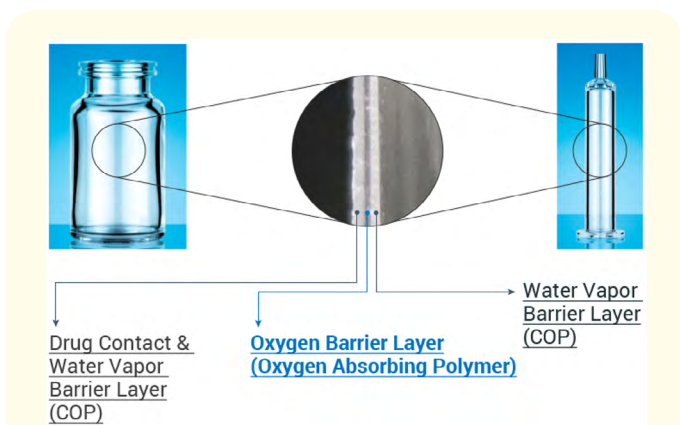 Drug Contact &
Water Vapor
Barrier Layer
(COP)
Oxygen Barrier Layer
(Oxygen Absorbing Polymer)
Water Vapor
Barrier Layer
(COP)